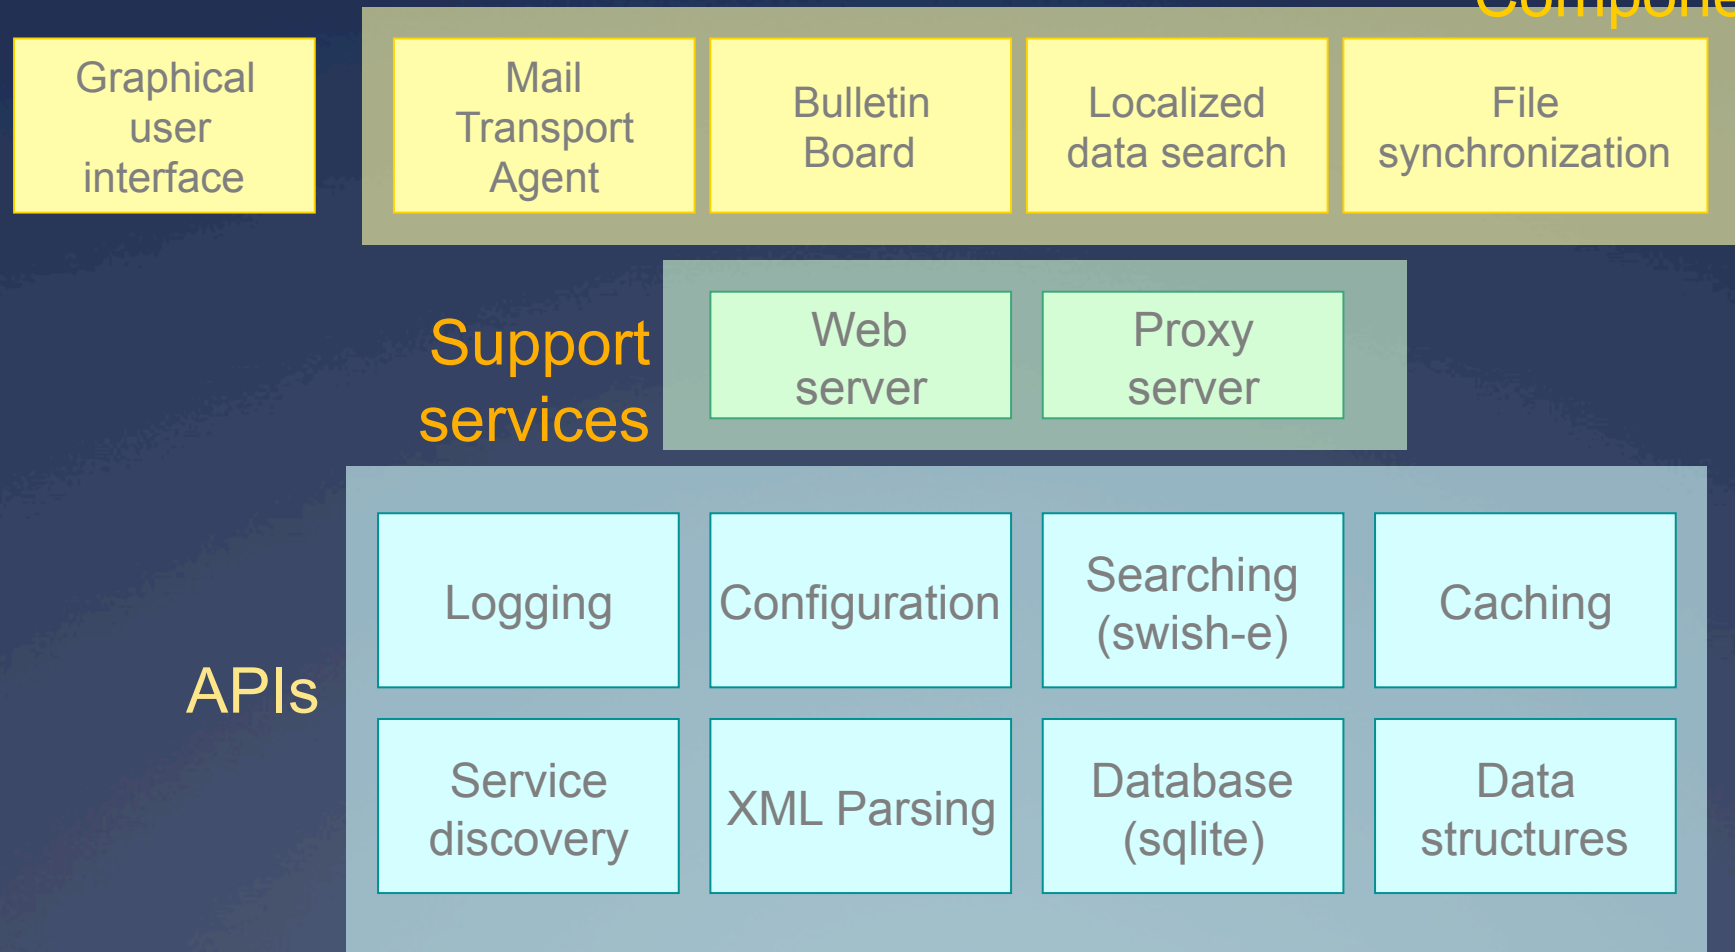 Graphical
user
interface
Mail
Transport
Agent
Bulletin
Board
Localized
data search
File
synchronization
Support
services
Web
server
Proxy
server
APIs
Logging
Configuration
Searching
(swish-e)
Caching
Service
discovery
XML Parsing
Database
(sqlite)
Data
structures